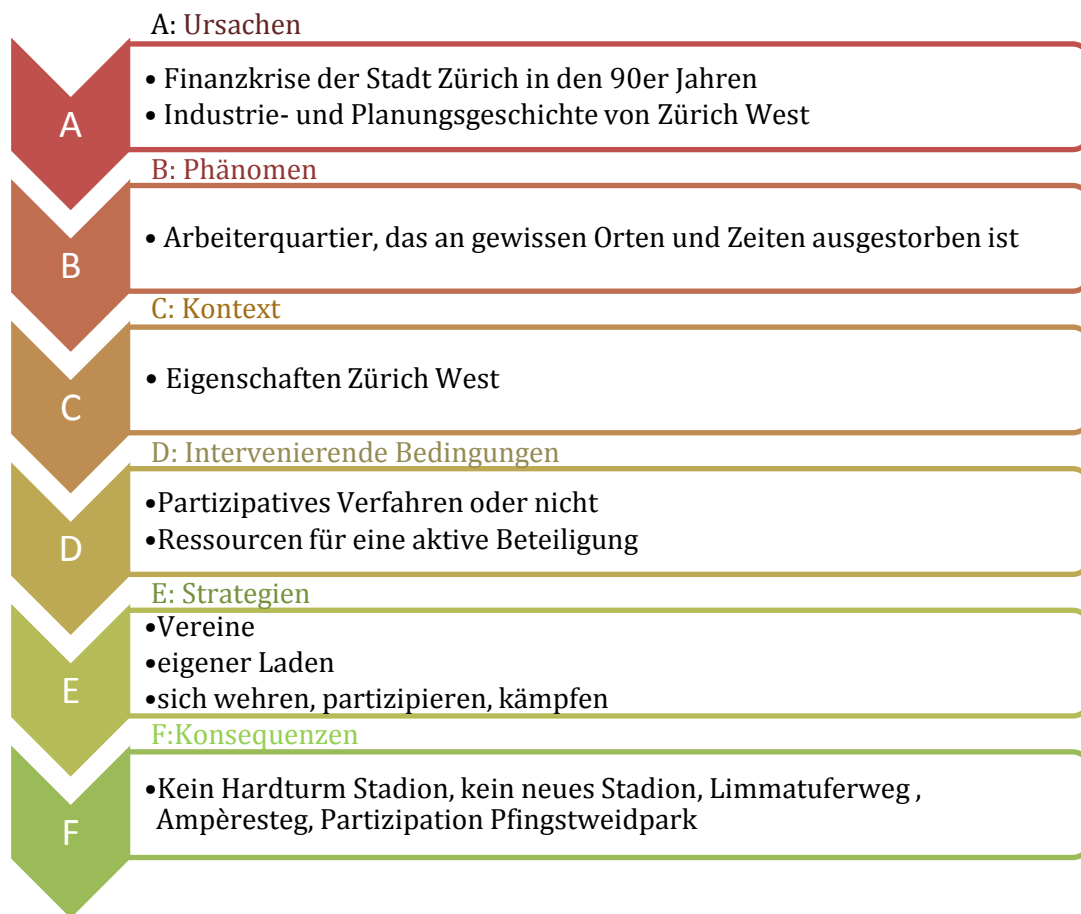 A: Ursachen
A
• Finanzkrise der Stadt Zürich in den 90er Jahren
• Industrie- und Planungsgeschichte von Zürich West
B: Phänomen
B
• Arbeiterquartier, das an gewissen Orten und Zeiten ausgestorben ist
C: Kontext
C
• Eigenschaften Zürich West
D: Intervenierende Bedingungen
D
•Partizipatives Verfahren oder nicht
•Ressourcen für eine aktive Beteiligung
E: Strategien
E
•Vereine
•eigener Laden
•sich wehren, partizipieren, kämpfen
F:Konsequenzen
F
•Kein Hardturm Stadion, kein neues Stadion, Limmatuferweg ,
Ampèresteg, Partizipation Pfingstweidpark